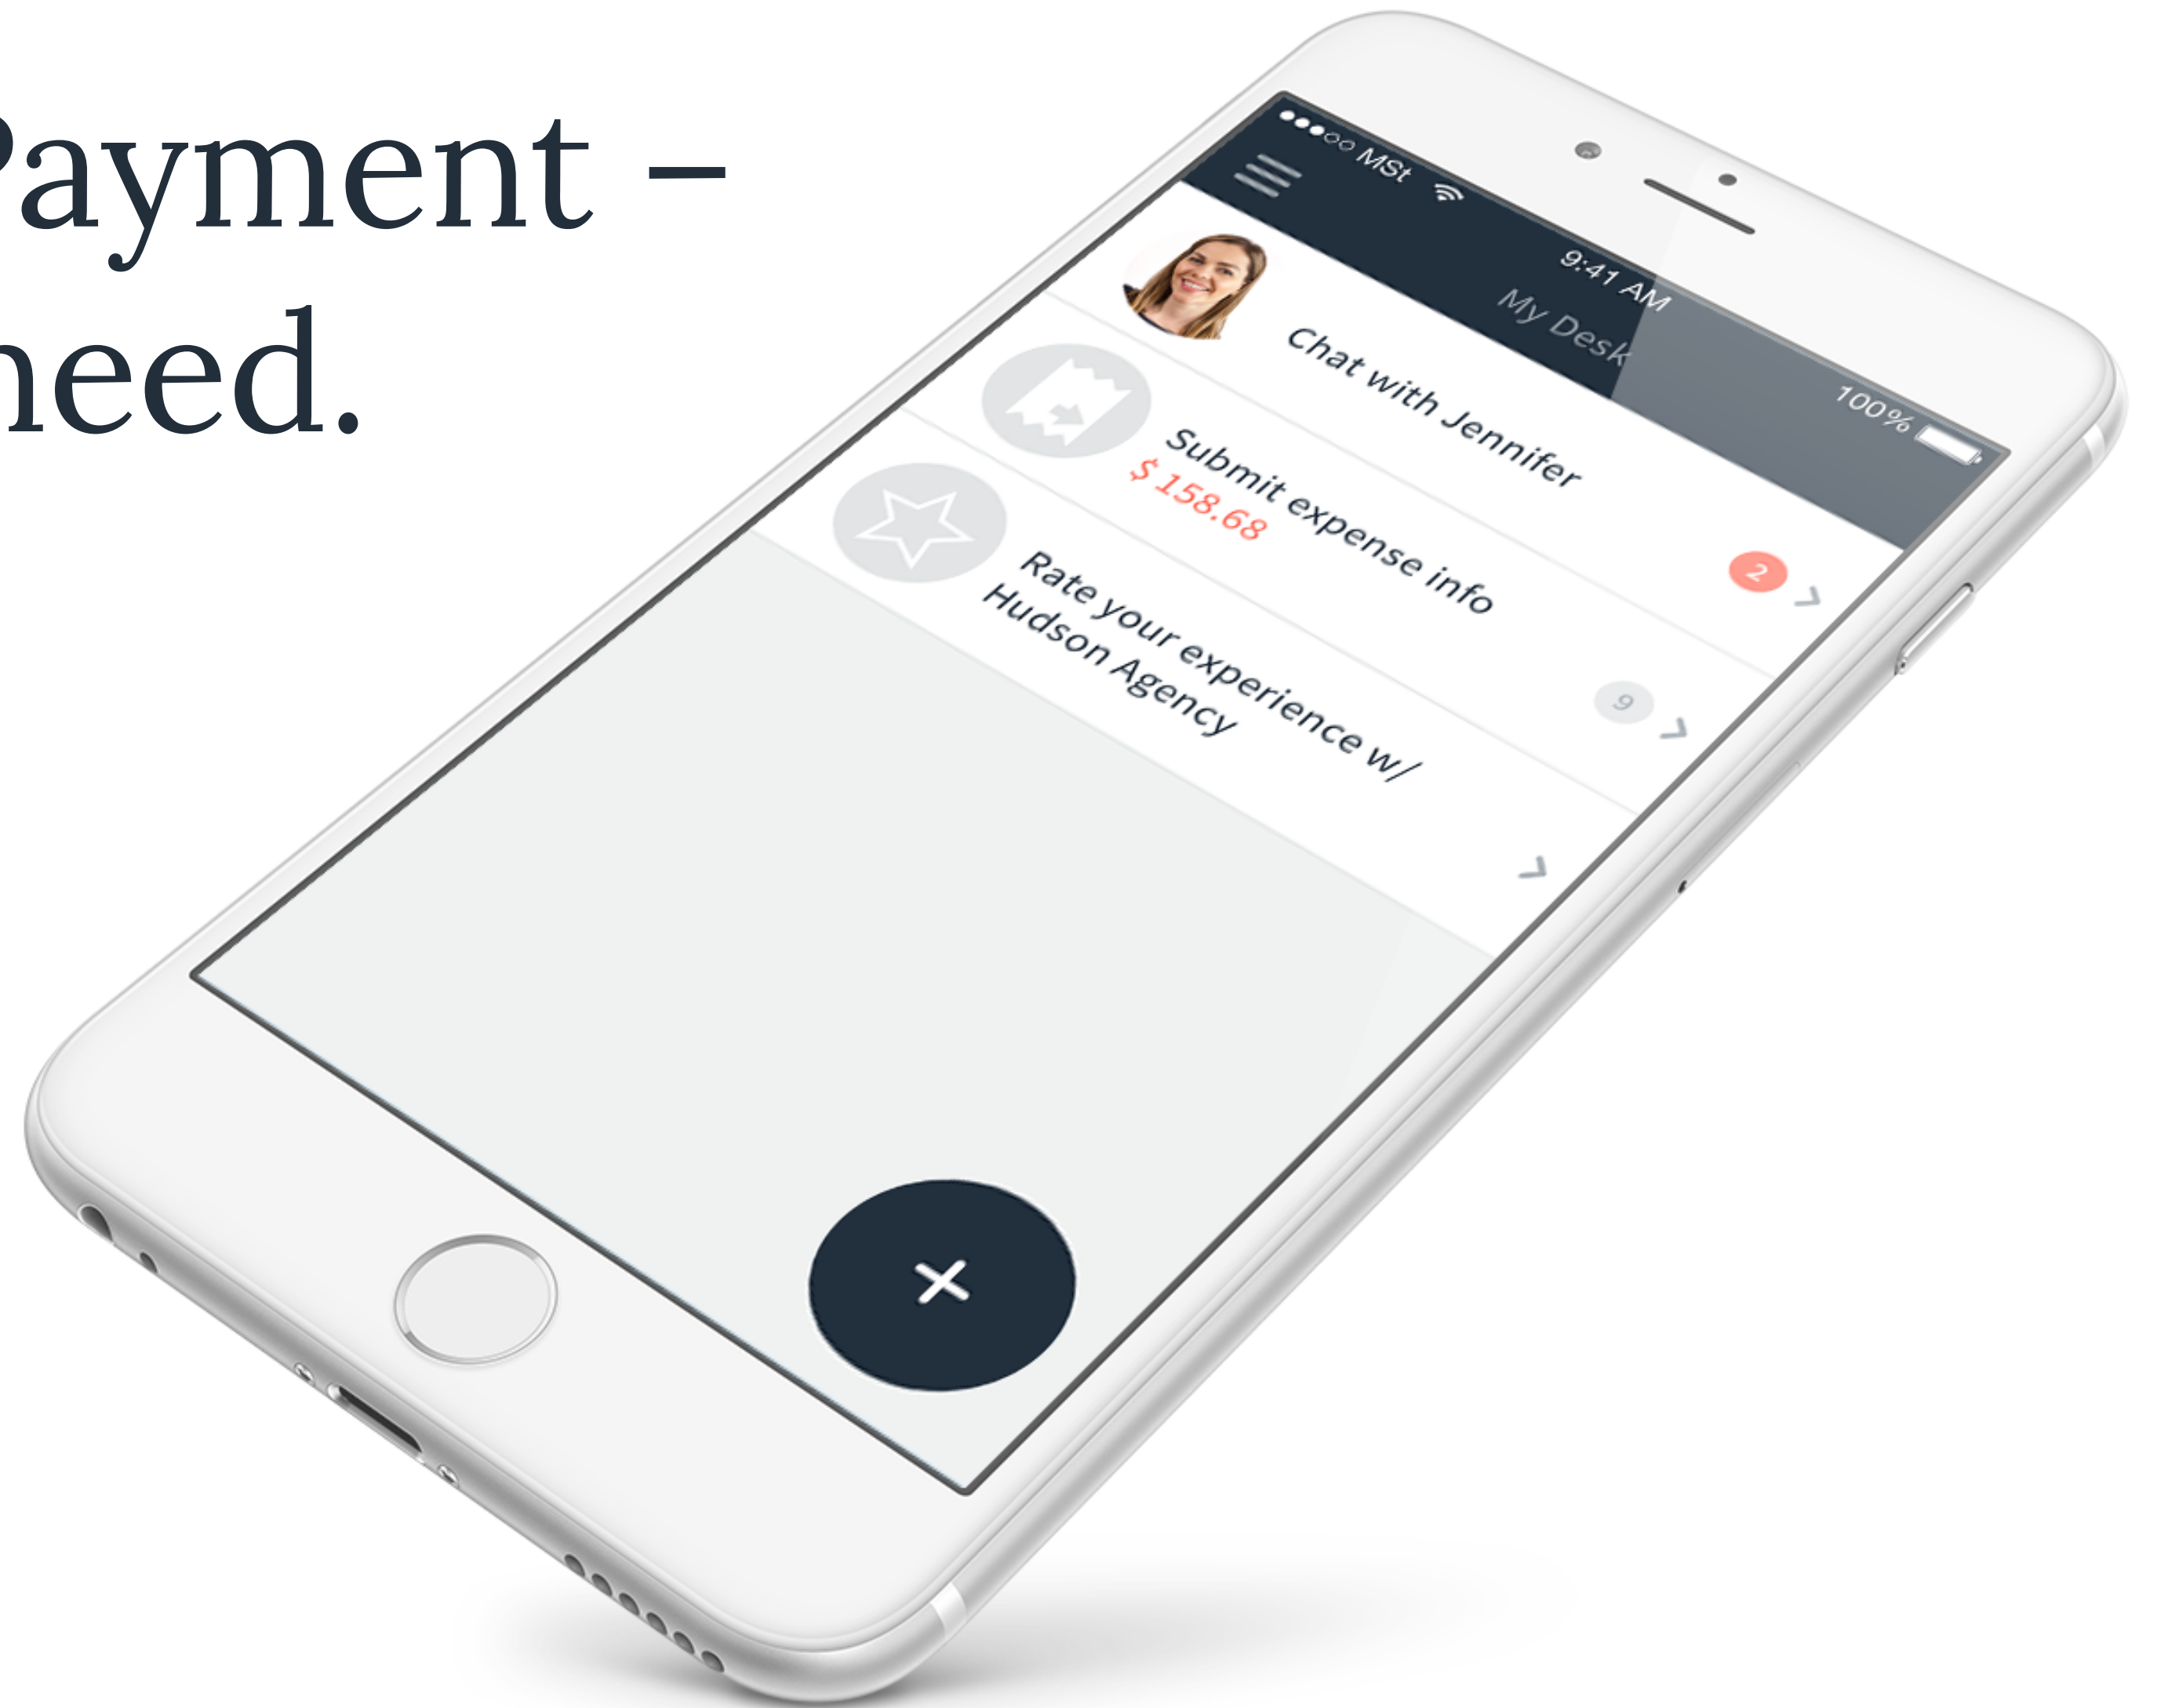 Payment –
need.
MSt
9:41 AM
100%
My Desk
Chat with Jennifer
2
Submit expense info
$ 158.68
9
Rate your experience w/
Hudson Agency